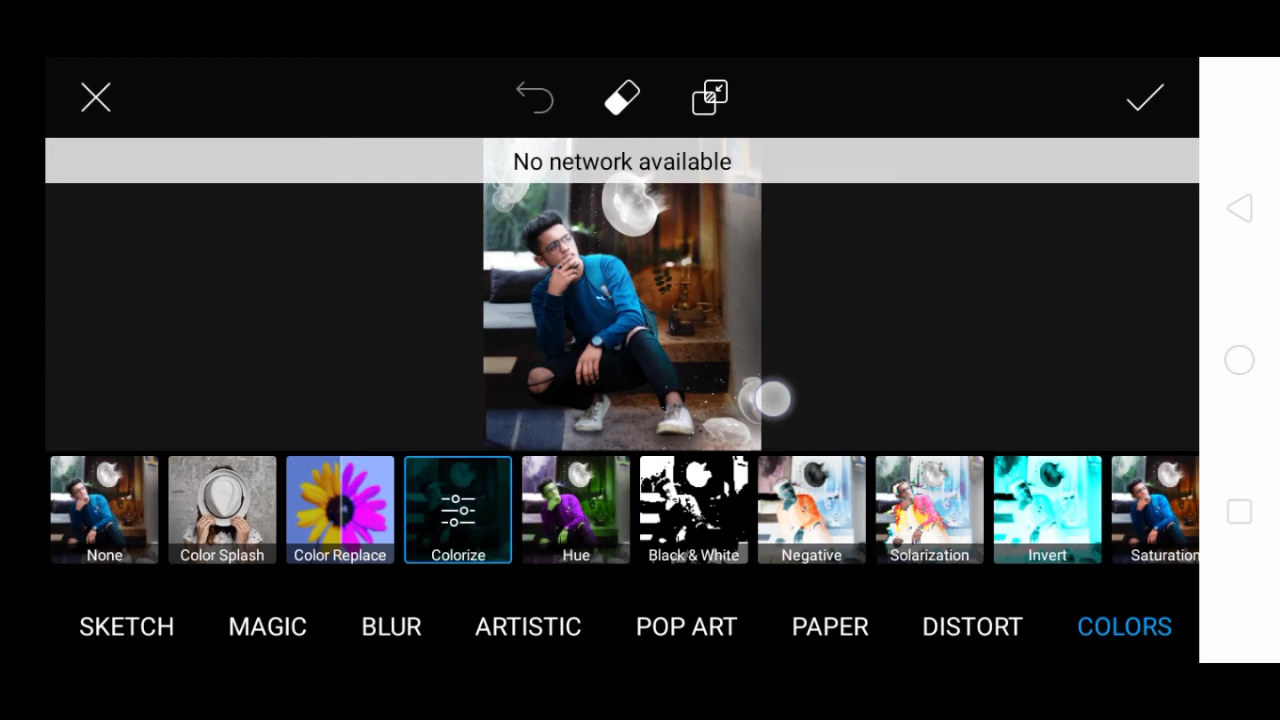 No network available
None
Color Splash
Color Replace
Colorize
Hue
Black & White
Negative
Solarization
Invert
Saturation
SKETCH
MAGIC
BLUR
ARTISTIC
POP ART
PAPER
DISTORT
COLORS